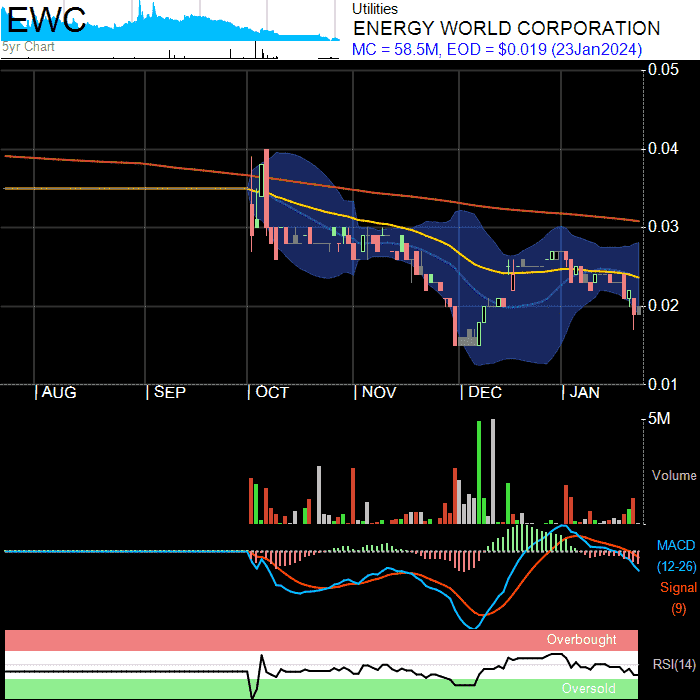 EWC
5yr Chart
Utilities
ENERGY WORLD CORPORATION
MC = 58.5M, EOD = $0.019 (23Jan2024)
0.05
0.04
0.03
0.02
0.01
AUG SEP OCT NOV DEC JAN
5M
Volume
MACD
(12-26)
Signal
(9)
Overbought
RSI(14)
Oversold